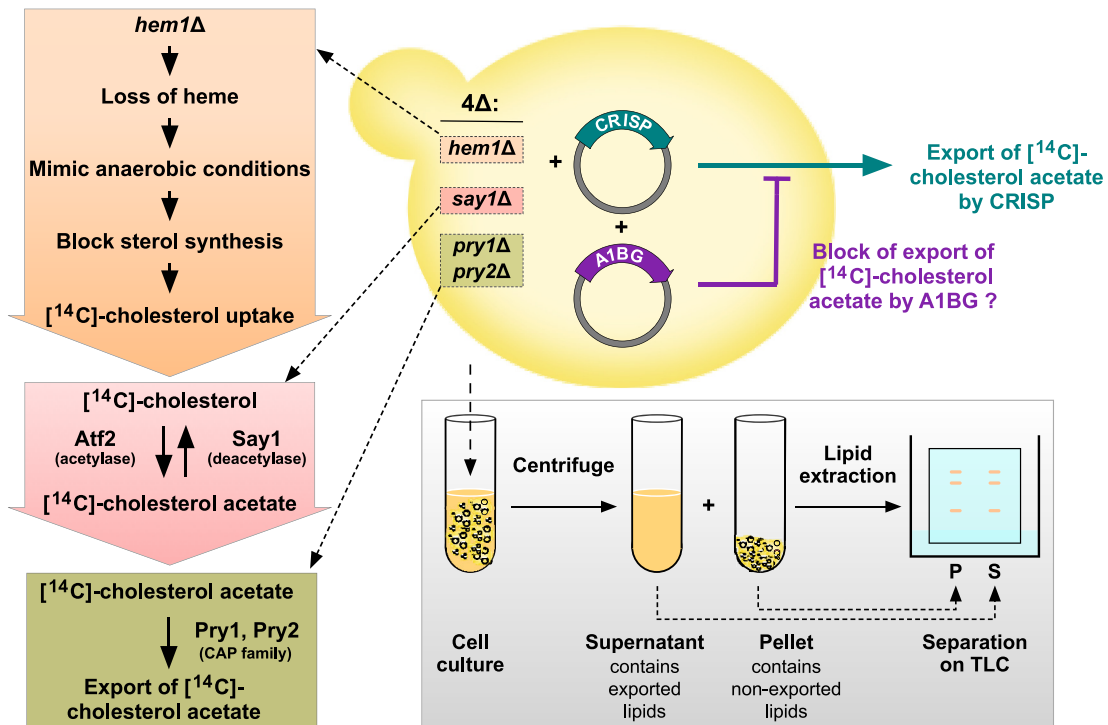 hem1Δ
Loss of heme
Mimic anaerobic conditions
Block sterol synthesis
[14C]-cholesterol uptake
[14C]-cholesterol
Atf2
(acetylase)
Say1
(deacetylase)
[14C]-cholesterol acetate
[14C]-cholesterol acetate
Pry1, Pry2
(CAP family)
Export of [14C]-
cholesterol acetate
4Δ:
hem1Δ
say1Δ
pry1Δ
pry2Δ
+
CRISP
+
A1BG
Export of [14C]-
cholesterol acetate
by CRISP
Block of export of
[14C]-cholesterol
acetate by A1BG ?
Centrifuge
+
Lipid
extraction
P S
Cell
culture
Supernatant
contains
exported
lipids
Pellet
contains
non-exported
lipids
Separation
on TLC